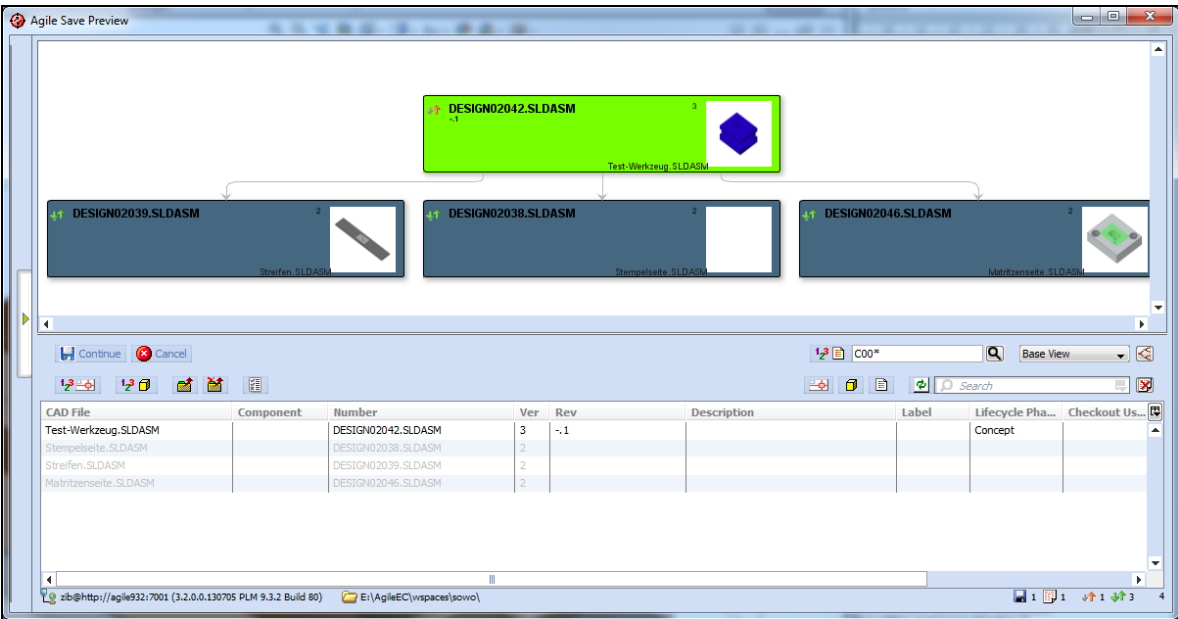 Agile Save Preview
DESIGN02042.SLDASM
3
-.1
Test-Werkzeug.SLDASM
DESIGN02039.SLDASM
2
Streifen.SLDASM
DESIGN02038.SLDASM
2
Stempelseite.SLDASM
DESIGN02046.SLDASM
2
Matritzenseite.SLDASM
Continue Cancel C00* Base View
Search
CAD File Component Number Ver Rev Description Label Lifecycle Pha... Checkout Us...
Test-Werkzeug.SLDASM DESIGN02042.SLDASM 3 -.1 Concept
Stempelseite.SLDASM DESIGN02038.SLDASM 2
Streifen.SLDASM DESIGN02039.SLDASM 2
Matritzenseite.SLDASM DESIGN02046.SLDASM 2
zib@http://agile932:7001 (3.2.0.0.130705 PLM 9.3.2 Build 80) E:\AgileEC\wspaces\sowo\ 1 1 1 3 4